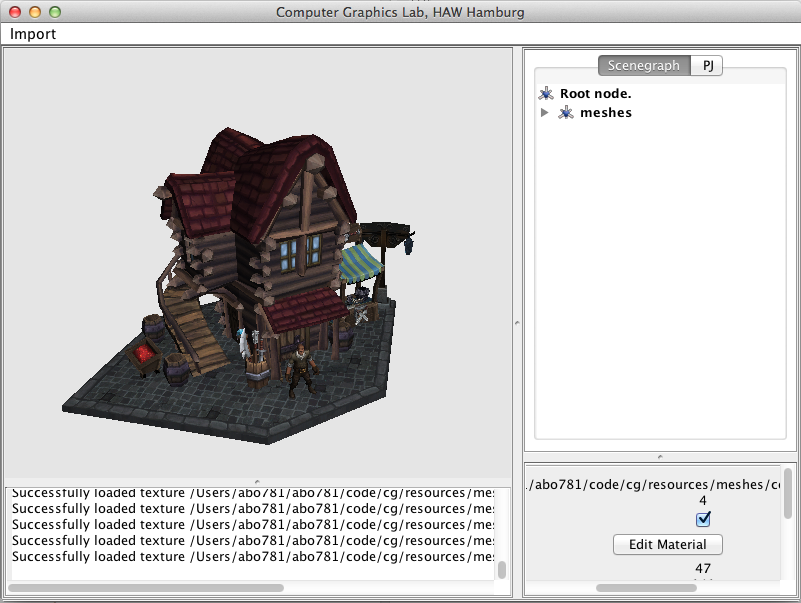 Computer Graphics Lab, HAW Hamburg
Import
Scenegraph PJ
Root node.
meshes
Successfully loaded texture /Users/abo781/abo781/code/cg/resources/mes
Successfully loaded texture /Users/abo781/abo781/code/cg/resources/mes
Successfully loaded texture /Users/abo781/abo781/code/cg/resources/mes
Successfully loaded texture /Users/abo781/abo781/code/cg/resources/mes
Successfully loaded texture /Users/abo781/abo781/code/cg/resources/mes
./abo781/code/cg/resources/meshes/co
4
Edit Material
47